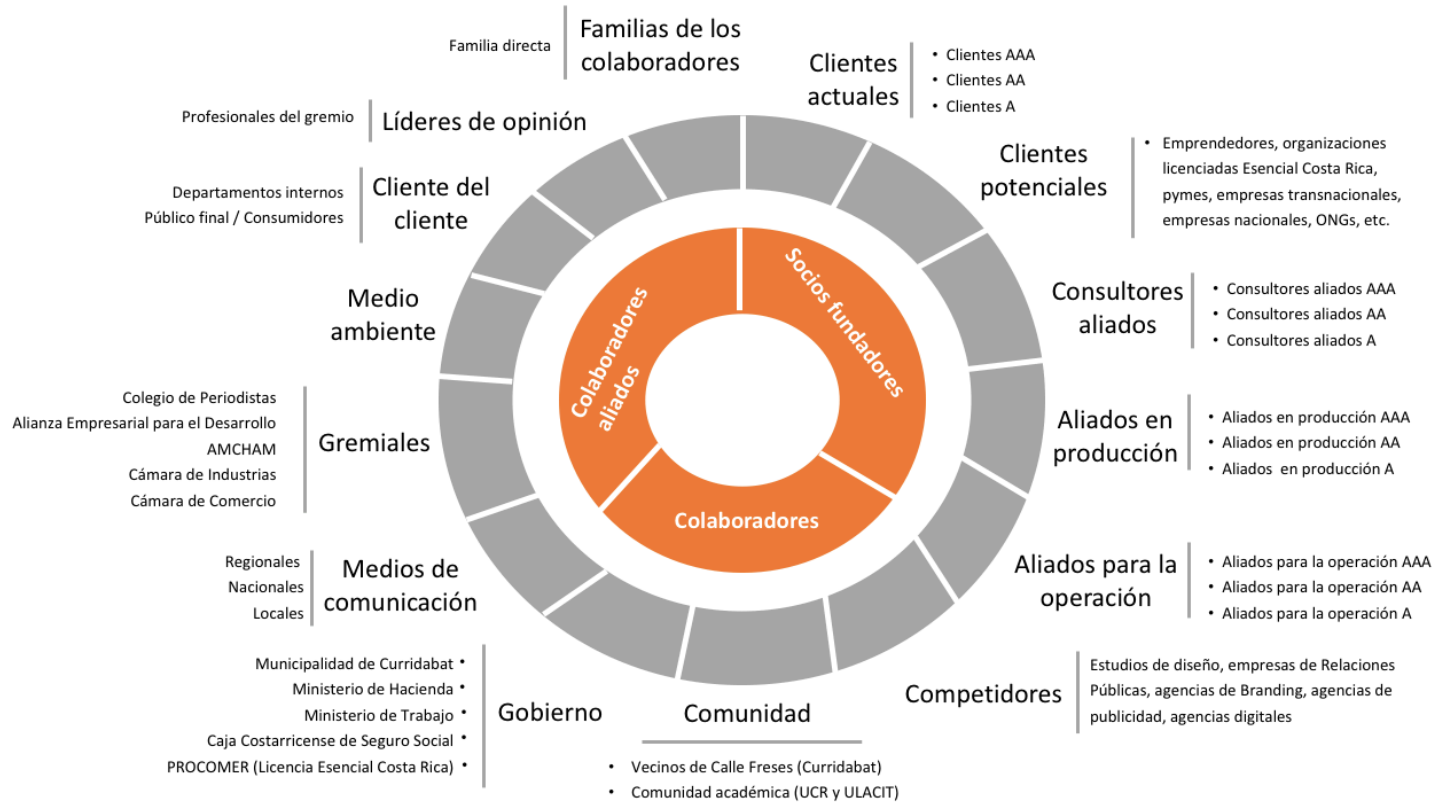 Familia directa
Familias de los
colaboradores
Clientes
actuales
• Clientes AAA
• Clientes AA
• Clientes A
Profesionales del gremio
Líderes de opinión
Clientes
potenciales
• Emprendedores, organizaciones
licenciadas Esencial Costa Rica,
pymes, empresas transnacionales,
empresas nacionales, ONGs, etc.
Departamentos internos
Público final / Consumidores
Cliente del
cliente
Consultores
aliados
• Consultores aliados AAA
• Consultores aliados AA
• Consultores aliados A
Medio
ambiente
Socios fundadores
Colaboradores
aliados
Colaboradores
Colegio de Periodistas
Alianza Empresarial para el Desarrollo
AMCHAM
Cámara de Industrias
Cámara de Comercio
Gremiales
Aliados en
producción
• Aliados en producción AAA
• Aliados en producción AA
• Aliados  en producción A
Regionales
Nacionales
Locales
Medios de
comunicación
Aliados para la
operación
• Aliados para la operación AAA
• Aliados para la operación AA
• Aliados para la operación A
Municipalidad de Curridabat •
Ministerio de Hacienda •
Ministerio de Trabajo •
Caja Costarricense de Seguro Social •
PROCOMER (Licencia Esencial Costa Rica) •
Gobierno
Comunidad
• Vecinos de Calle Freses (Curridabat)
• Comunidad académica (UCR y ULACIT)
Competidores
Estudios de diseño, empresas de Relaciones
Públicas, agencias de Branding, agencias de
publicidad, agencias digitales